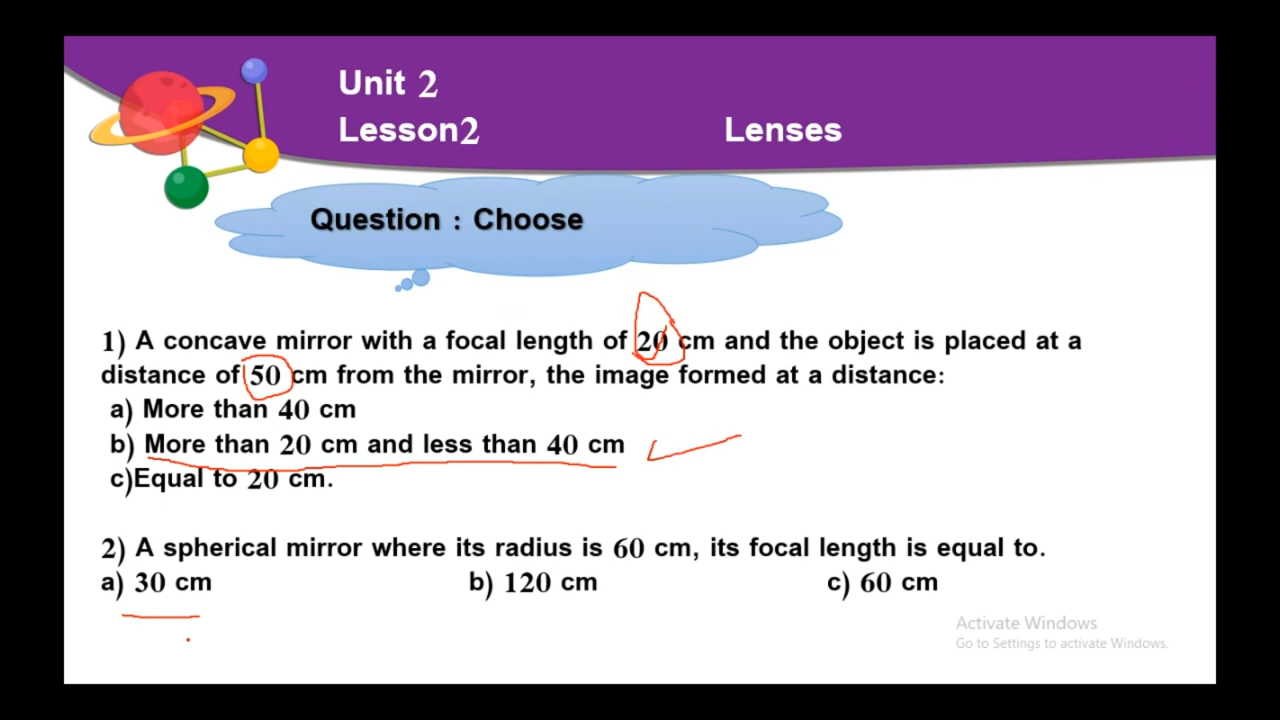 Unit 2
Lesson2 Lenses
Question : Choose
1) A concave mirror with a focal length of 20 cm and the object is placed at a
distance of 50 cm from the mirror, the image formed at a distance:
a) More than 40 cm
b) More than 20 cm and less than 40 cm
c)Equal to 20 cm.
2) A spherical mirror where its radius is 60 cm, its focal length is equal to.
a) 30 cm b) 120 cm c) 60 cm
Activate Windows
Go to Settings to activate Windows.